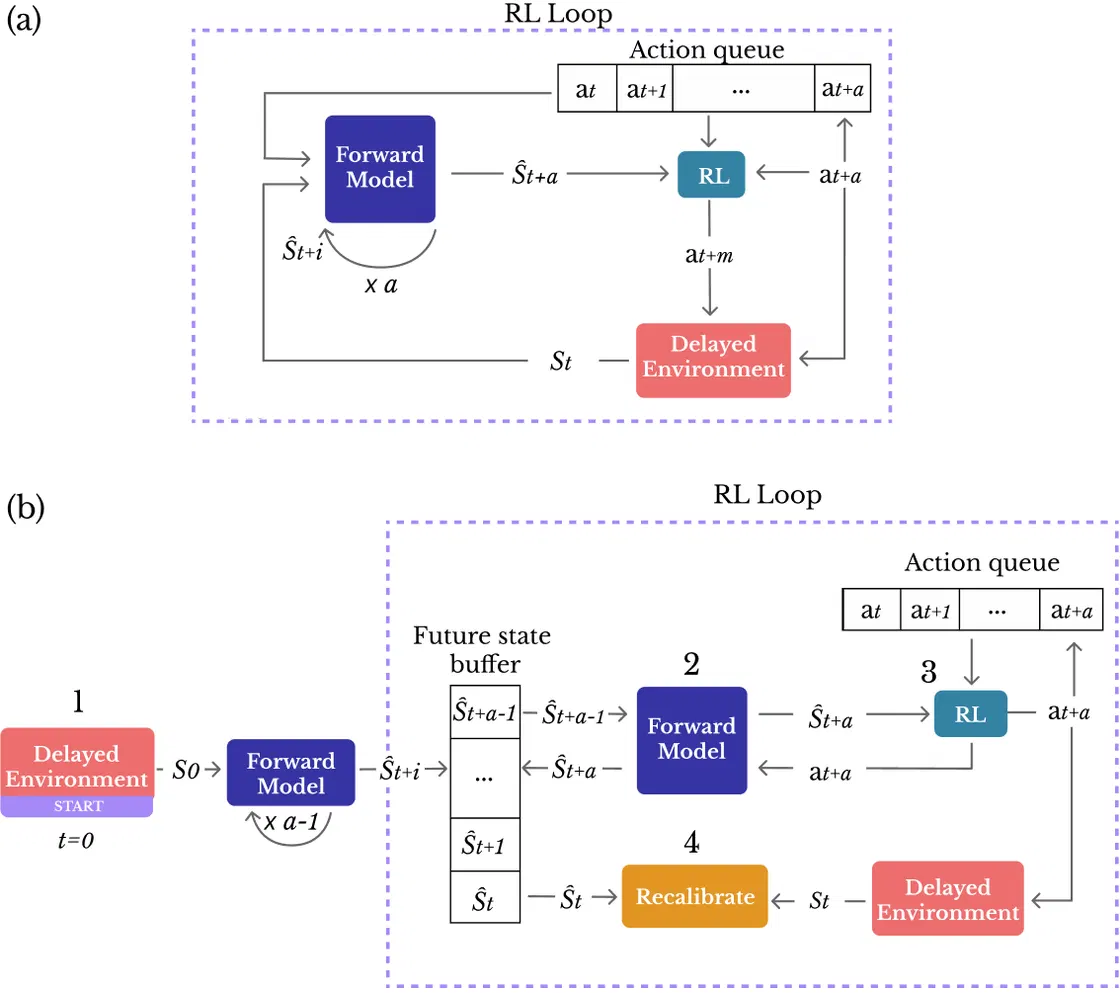 (a)
RL Loop
Action queue
at at+1 ... at+a
Forward
Model
Ŝt+a
RL
at+a
Ŝt+i
x a
at+m
Delayed
Environment
St
(b)
RL Loop
Action queue
at at+1 ... at+a
Future state
buffer
1
2
3
Ŝt+a-1
Ŝt+a-1
Forward
Model
Ŝt+a
RL
at+a
Delayed
Environment
START
t=0
S0
Forward
Model
x a-1
Ŝt+i
...
Ŝt+a
at+a
Ŝt+1
4
Ŝt
Ŝt
Recalibrate
St
Delayed
Environment